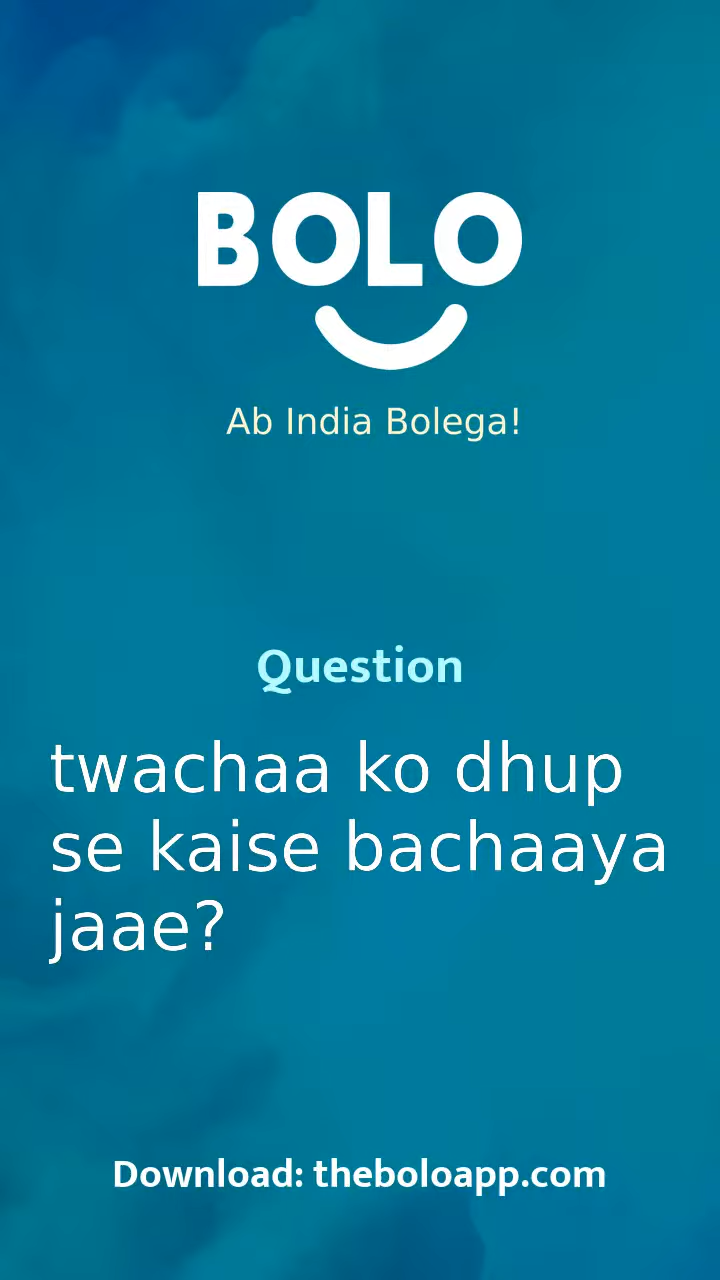 BOLO
Ab India Bolega!
Question
twachaa ko dhup
se kaise bachaaya
jaae?
Download: theboloapp.com